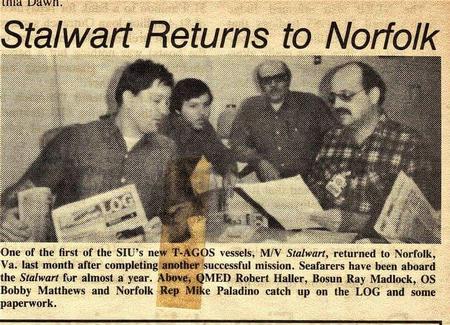 thia Dawn.
Stalwart Returns to Norfolk
LOG
One of the first of the SIU's new T-AGOS vessels, M/V Stalwart, returned to Norfolk,
Va. last month after completing another successful mission. Seafarers have been aboard
the Stalwart for almost a year. Above, QMED Robert Haller, Bosun Ray Madlock, OS
Bobby Matthews and Norfolk Rep Mike Paladino catch up on the LOG and some
paperwork.